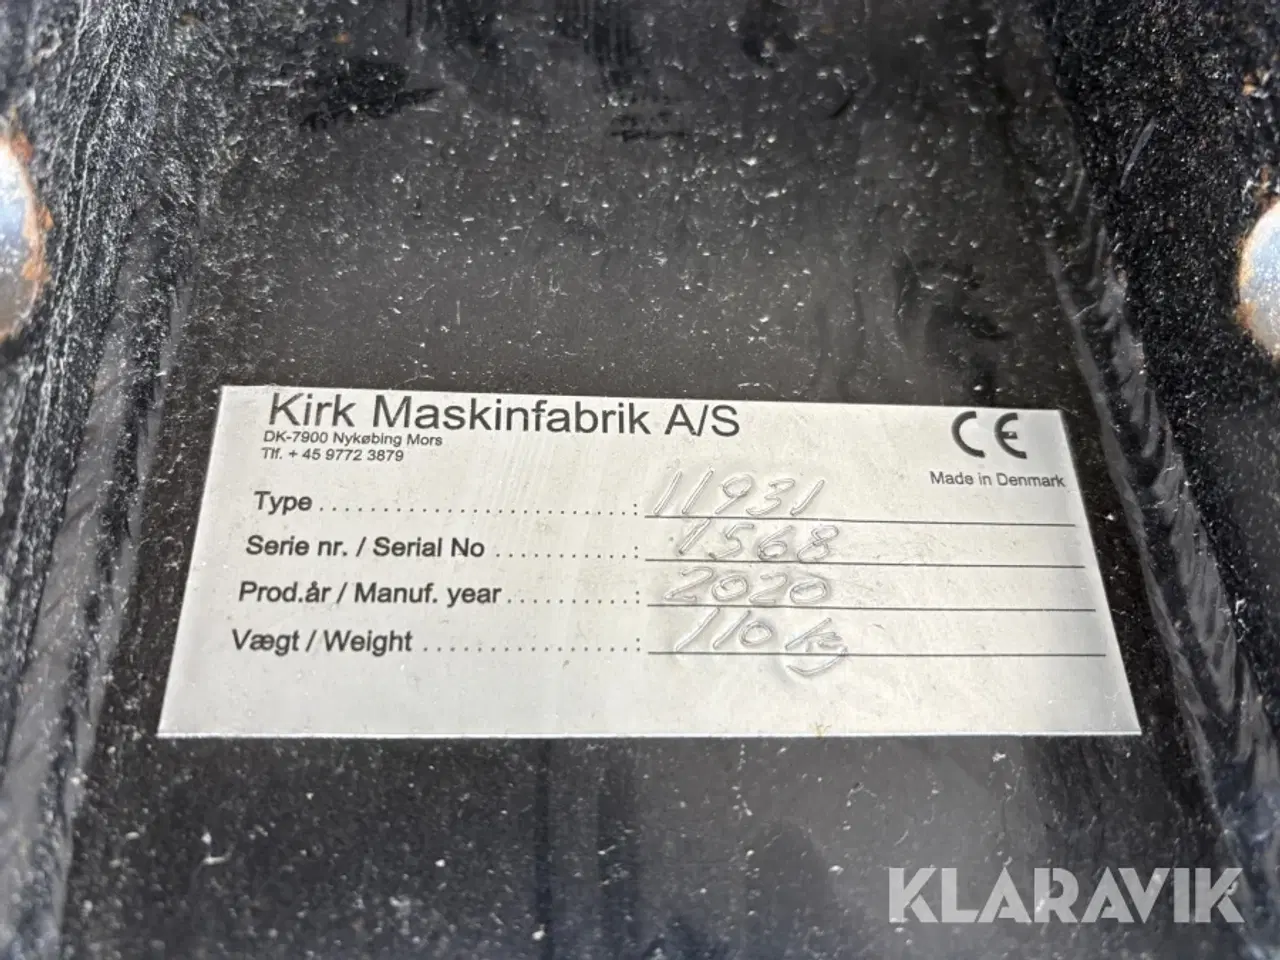 Kirk Maskinfabrik A/S
DK-7900 Nykøbing Mors
Tlf. + 45 9772 3879
CE
Made in Denmark
Type ........................: 11931
Serie nr. / Serial No ...........: 1568
Prod.år / Manuf. year ..........: 2020
Vægt / Weight .................: 110 kg
KLARAVIK